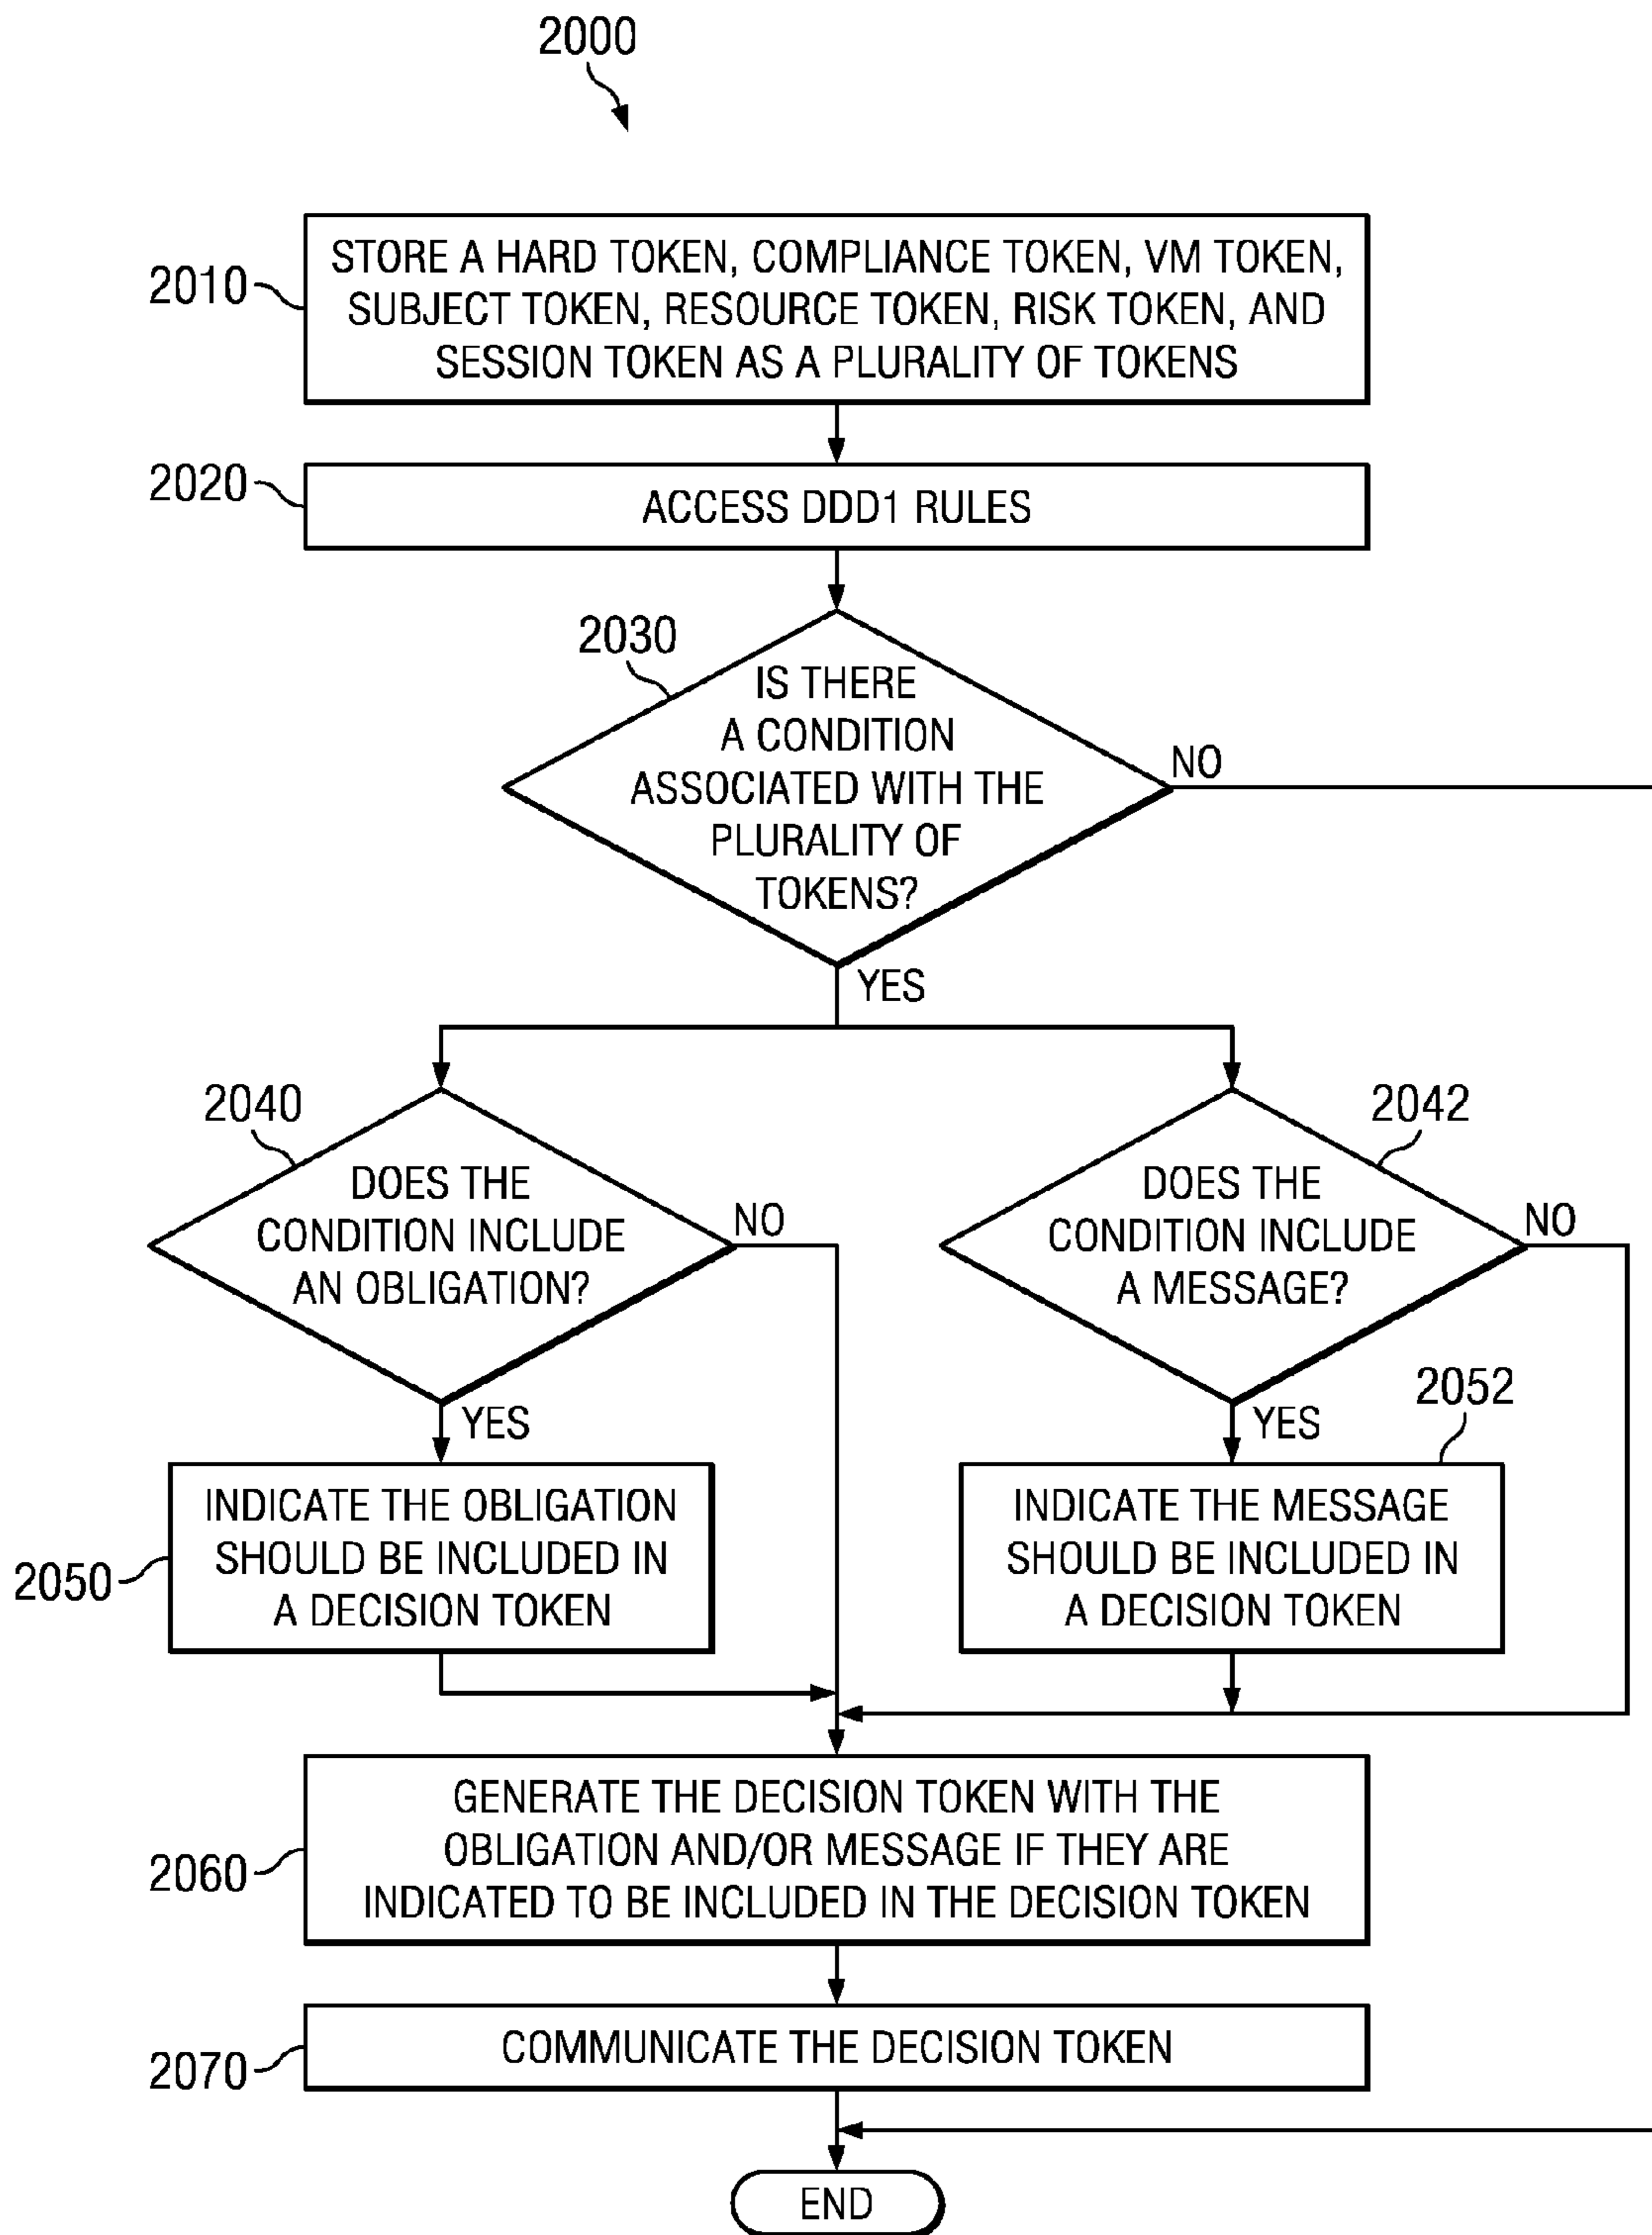 2000
2010
STORE A HARD TOKEN, COMPLIANCE TOKEN, VM TOKEN,
SUBJECT TOKEN, RESOURCE TOKEN, RISK TOKEN, AND
SESSION TOKEN AS A PLURALITY OF TOKENS
2020
ACCESS DDD1 RULES
2030
IS THERE
A CONDITION
ASSOCIATED WITH THE
PLURALITY OF
TOKENS?
NO
YES
2040
DOES THE
CONDITION INCLUDE
AN OBLIGATION?
NO
YES
2042
DOES THE
CONDITION INCLUDE
A MESSAGE?
NO
YES
2050
INDICATE THE OBLIGATION
SHOULD BE INCLUDED IN
A DECISION TOKEN
2052
INDICATE THE MESSAGE
SHOULD BE INCLUDED IN
A DECISION TOKEN
2060
GENERATE THE DECISION TOKEN WITH THE
OBLIGATION AND/OR MESSAGE IF THEY ARE
INDICATED TO BE INCLUDED IN THE DECISION TOKEN
2070
COMMUNICATE THE DECISION TOKEN
END